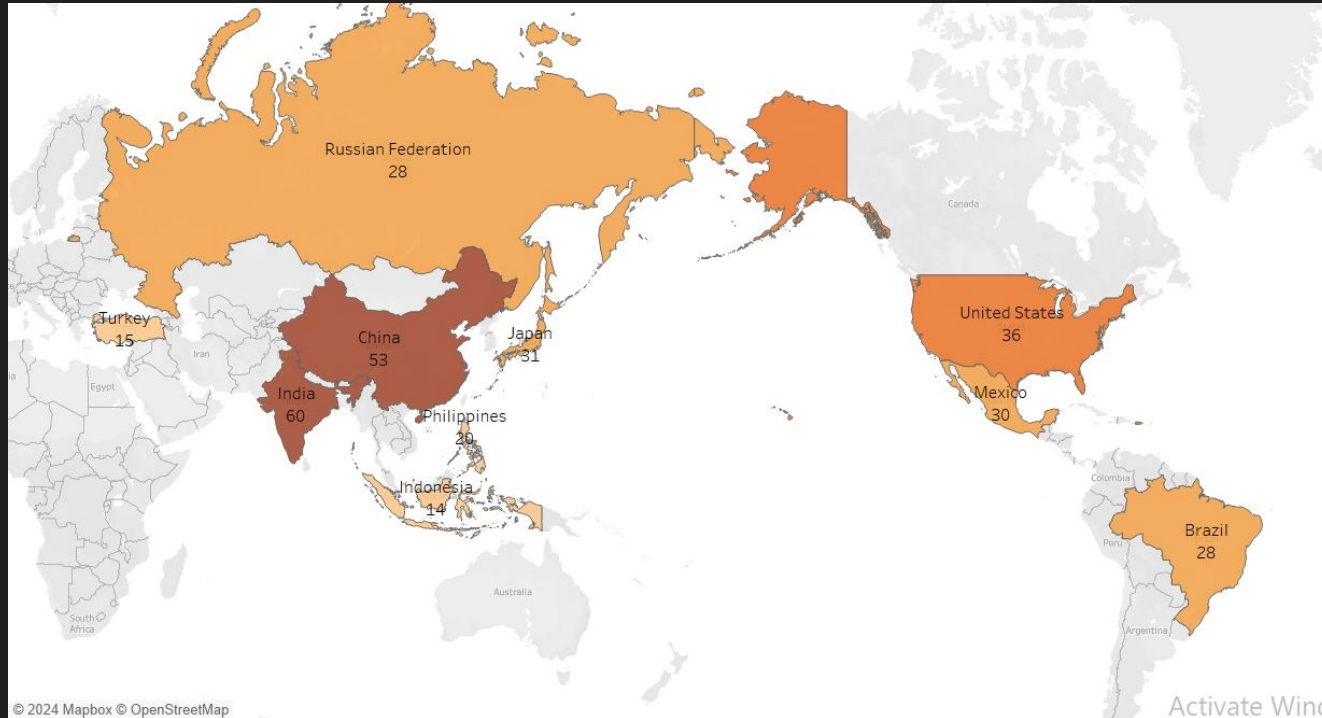 Russian Federation
28
Canada
Turkey
15
China
53
Japan
31
United States
36
Iran
Egypt
India
60
Mexico
30
Philippines
20
Colombia
Indonesia
14
Brazil
28
Peru
Australia
South
Africa
Argentina
© 2024 Mapbox © OpenStreetMap
Activate Wind